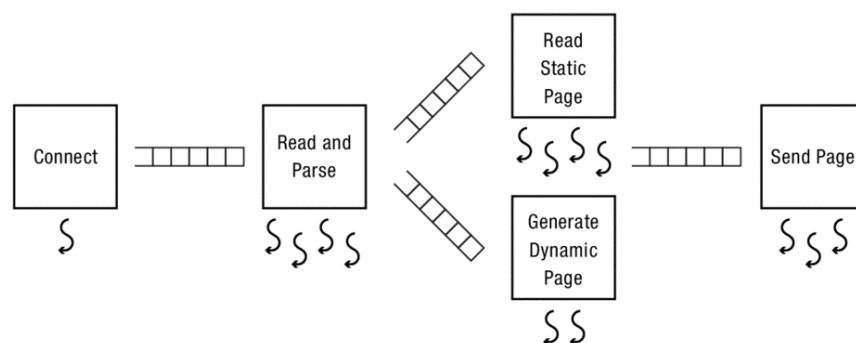 Connect
Read and
Parse
Read
Static
Page
Generate
Dynamic
Page
Send Page